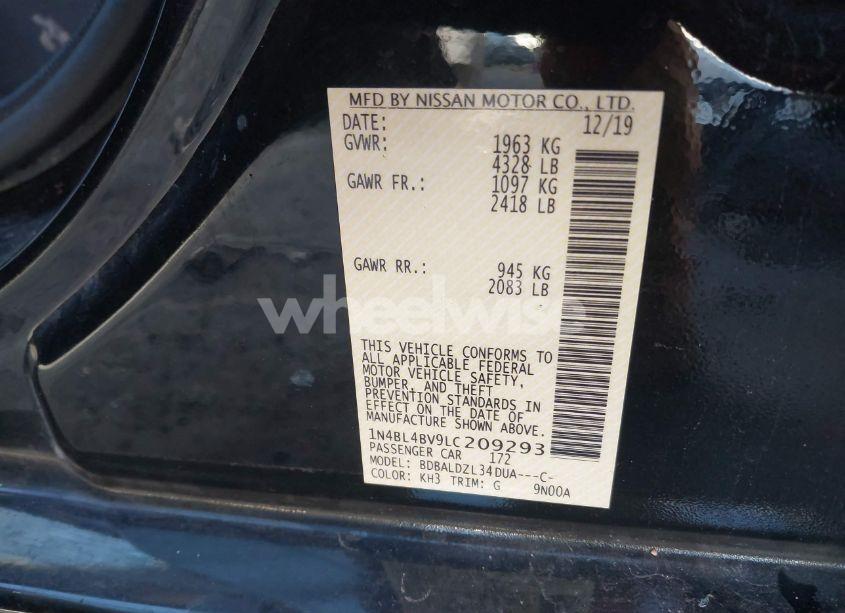 MFD BY NISSAN MOTOR CO., LTD.
DATE: 12/19
GVWR: 1963 KG
4328 LB
GAWR FR.: 1097 KG
2418 LB
GAWR RR.: 945 KG
2083 LB
wheelwise
THIS VEHICLE CONFORMS TO
ALL APPLICABLE FEDERAL
MOTOR VEHICLE SAFETY,
BUMPER, AND THEFT
PREVENTION STANDARDS IN
EFFECT ON THE DATE OF
MANUFACTURE SHOWN ABOVE.
1N4BL4BV9LC209293
PASSENGER CAR 172
MODEL: BDBALDZL34DUA---C-
COLOR: KH3 TRIM: G 9N00A